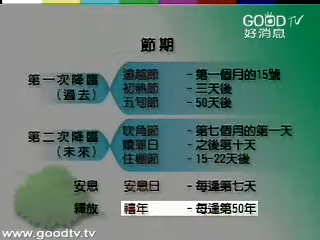 GOOD TV
好消息
節期
第一次降臨
(過去)
逾越節 - 第一個月的15號
初熟節 - 三天後
五旬節 - 50天後
第二次降臨
(未來)
吹角節 - 第七個月的第一天
贖罪日 - 之後第十天
住棚節 - 15-22天後
安息 安息日 - 每逢第七天
釋放 禧年 - 每逢第50年
www.goodtv.tv